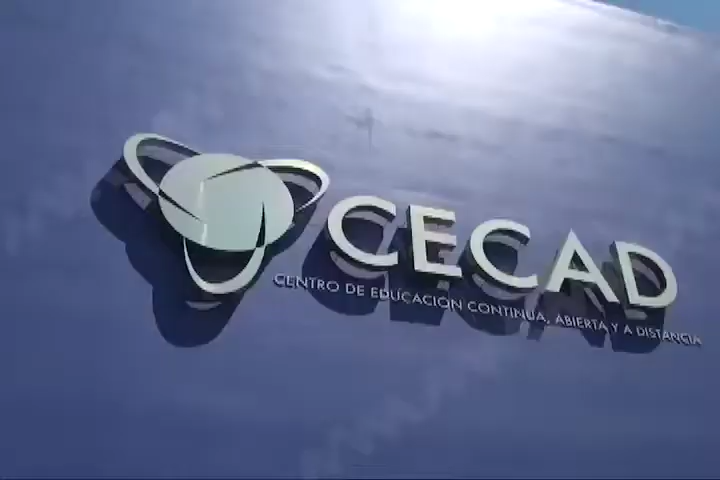 CECAD
CENTRO DE EDUCACION CONTINUA, ABIERTA Y A DISTANCIA